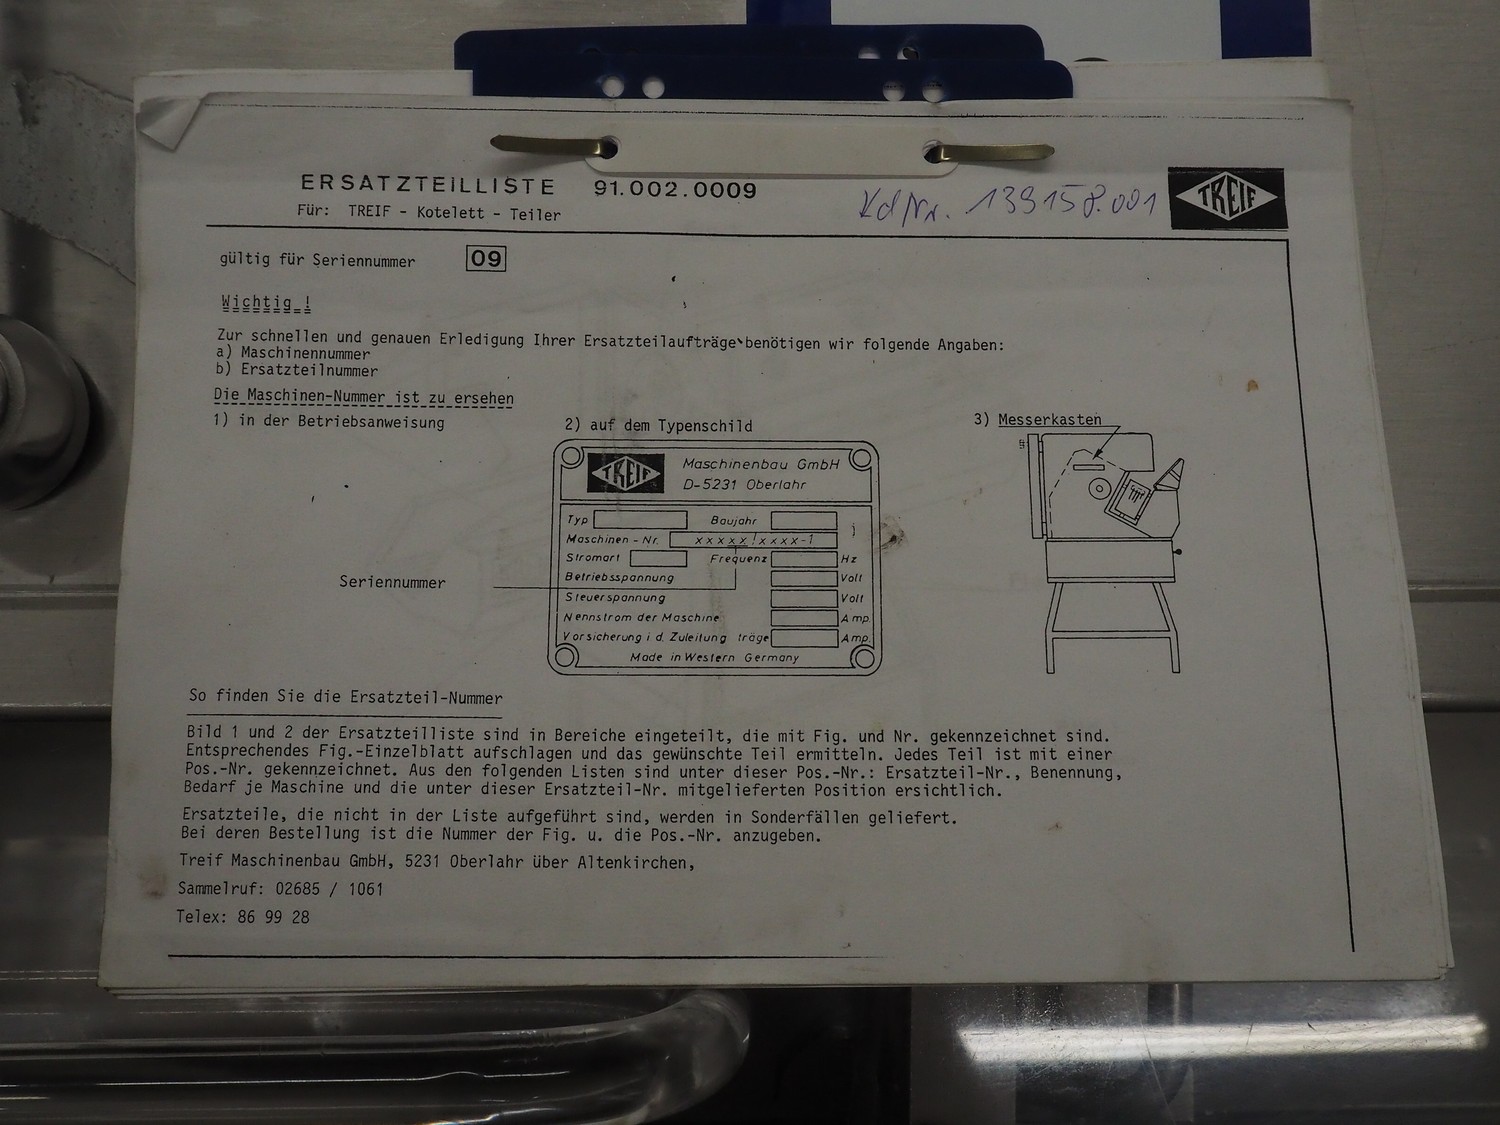 ERSATZTEILLISTE 91.002.0009
Für: TREIF - Kotelett - Teiler
KdNr. 139158.001
TREIF
gültig für Seriennummer 09
Wichtig !
Zur schnellen und genauen Erledigung Ihrer Ersatzteilaufträge benötigen wir folgende Angaben:
a) Maschinennummer
b) Ersatzteilnummer
Die Maschinen-Nummer ist zu ersehen
1) in der Betriebsanweisung
2) auf dem Typenschild
3) Messerkasten
TREIF
Maschinenbau GmbH
D-5231 Oberlahr
Typ Baujahr
Maschinen - Nr. xxxxx/xxxx-1
Stromart Frequenz Hz
Betriebsspannung Volt
Steuerspannung Volt
Nennstrom der Maschine Amp.
Vorsicherung i d. Zuleitung träge Amp.
Made in Western Germany
Seriennummer
So finden Sie die Ersatzteil-Nummer
Bild 1 und 2 der Ersatzteilliste sind in Bereiche eingeteilt, die mit Fig. und Nr. gekennzeichnet sind.
Entsprechendes Fig.-Einzelblatt aufschlagen und das gewünschte Teil ermitteln. Jedes Teil ist mit einer
Pos.-Nr. gekennzeichnet. Aus den folgenden Listen sind unter dieser Pos.-Nr.: Ersatzteil-Nr., Benennung,
Bedarf je Maschine und die unter dieser Ersatzteil-Nr. mitgelieferten Position ersichtlich.
Ersatzteile, die nicht in der Liste aufgeführt sind, werden in Sonderfällen geliefert.
Bei deren Bestellung ist die Nummer der Fig. u. die Pos.-Nr. anzugeben.
Treif Maschinenbau GmbH, 5231 Oberlahr über Altenkirchen,
Sammelruf: 02685 / 1061
Telex: 86 99 28